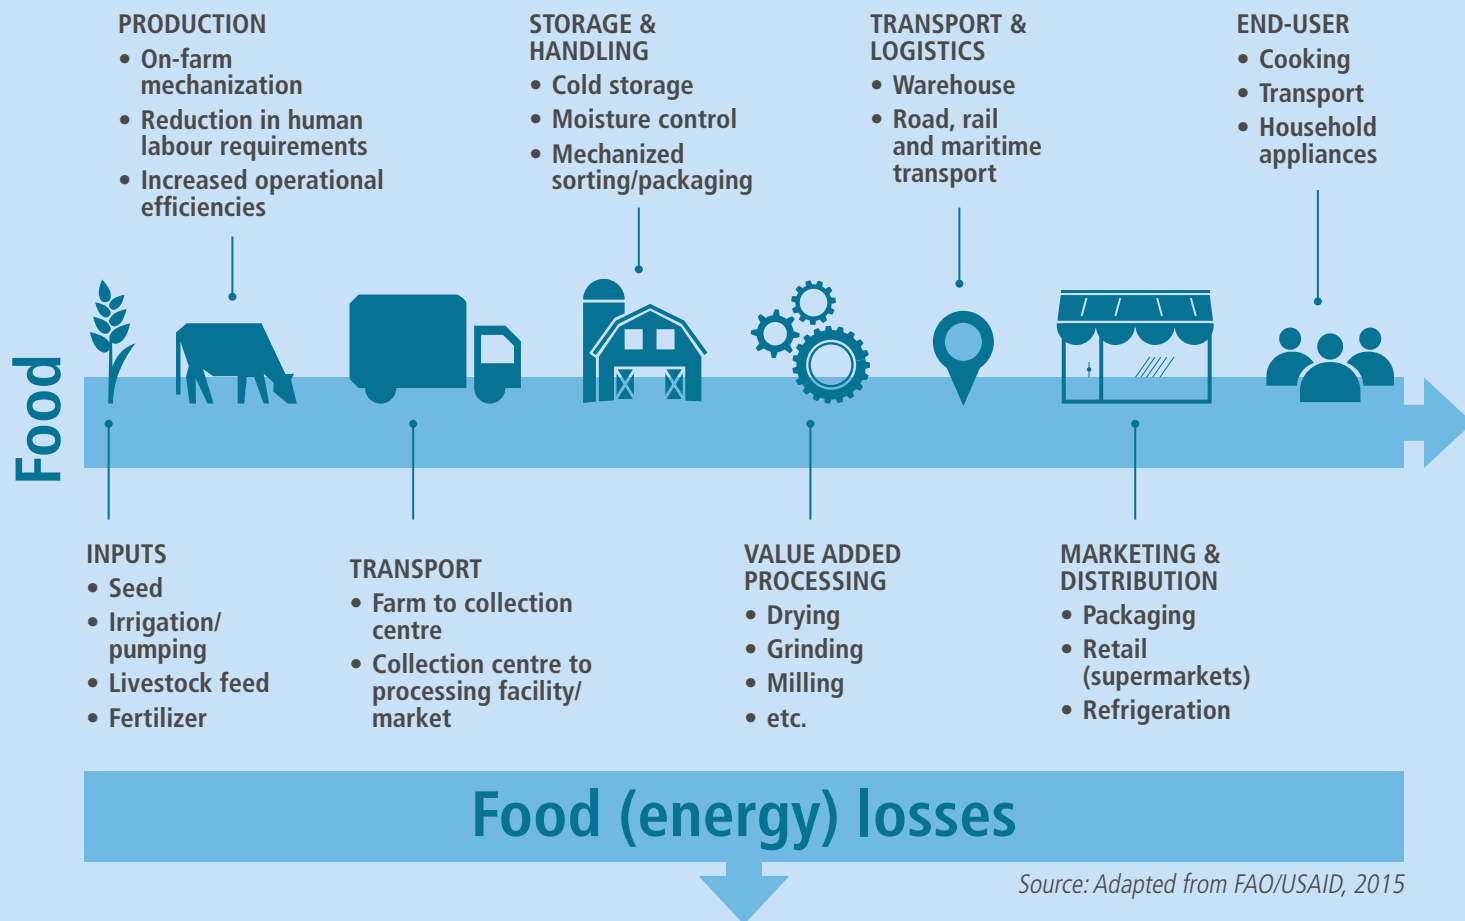 PRODUCTION
• On-farm
mechanization
• Reduction in human
labour requirements
• Increased operational
efficiencies
STORAGE &
HANDLING
• Cold storage
• Moisture control
• Mechanized
sorting/packaging
TRANSPORT &
LOGISTICS
• Warehouse
• Road, rail
and maritime
transport
END-USER
• Cooking
• Transport
• Household
appliances
Food
INPUTS
• Seed
• Irrigation/
pumping
• Livestock feed
• Fertilizer
TRANSPORT
• Farm to collection
centre
• Collection centre to
processing facility/
market
VALUE ADDED
PROCESSING
• Drying
• Grinding
• Milling
• etc.
MARKETING &
DISTRIBUTION
• Packaging
• Retail
(supermarkets)
• Refrigeration
Food (energy) losses
Source: Adapted from FAO/USAID, 2015